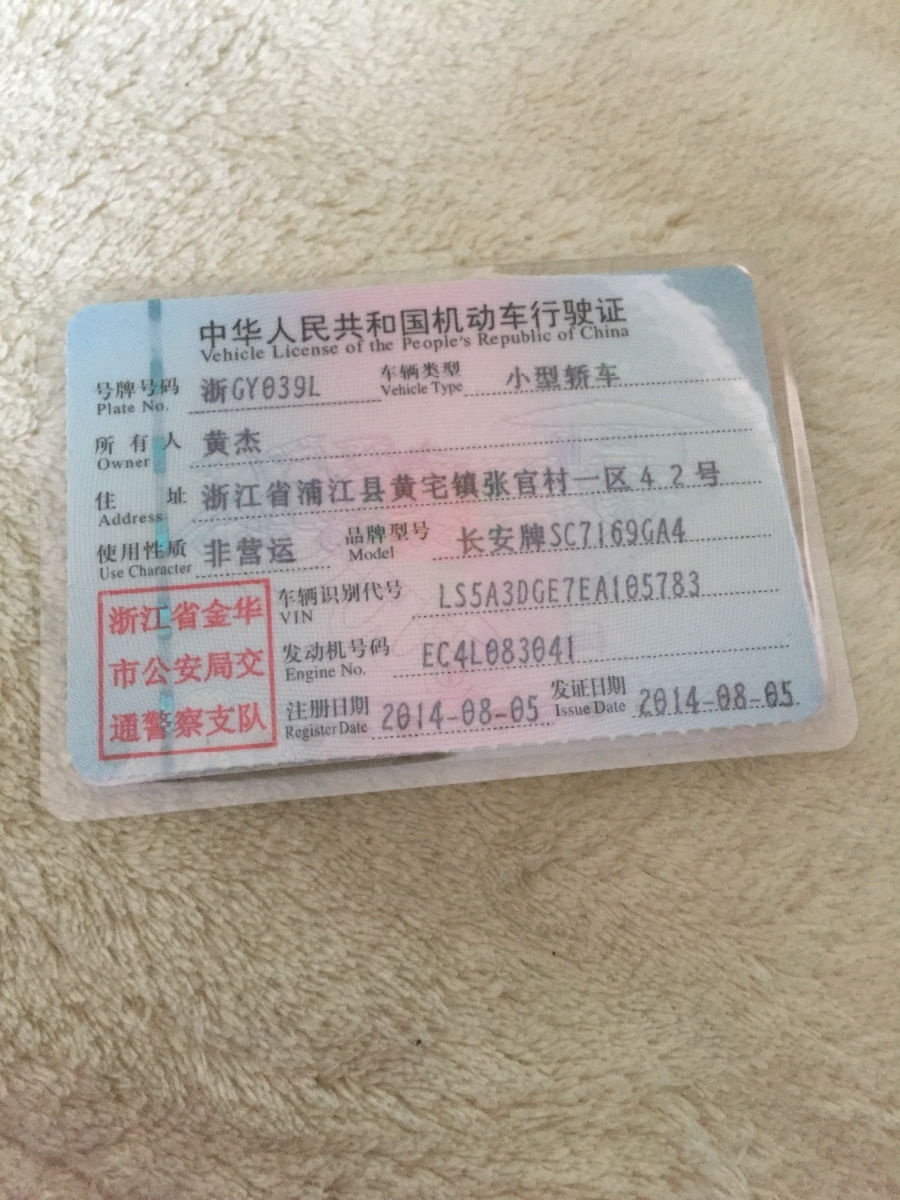 中华人民共和国机动车行驶证
Vehicle License of the People's Republic of China
号牌号码 浙GY039L 车辆类型 小型轿车
Plate No. Vehicle Type
所有人 黄杰
Owner
住址 浙江省浦江县黄宅镇张官村一区42号
Address
使用性质 非营运 品牌型号 长安牌SC7169GA4
Use Character Model
浙江省金华
市公安局交
通警察支队
车辆识别代号 LS5A3DGE7EA105783
VIN
发动机号码 EC4L083041
Engine No.
注册日期 2014-08-05 发证日期 2014-08-05
Register Date Issue Date